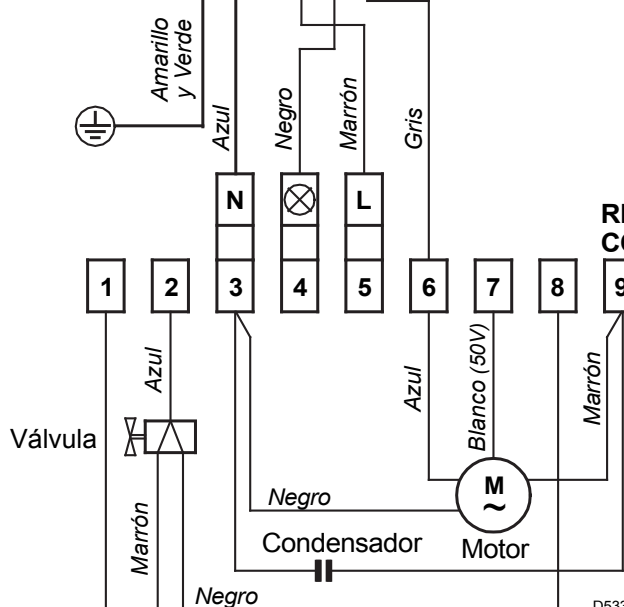 Amarillo
y Verde
Azul
Negro
Marrón
Gris
N
L
1
2
3
4
5
6
7
8
9
Azul
Azul
Blanco (50V)
Marrón
Válvula
M
~
Marrón
Negro
Condensador
Motor
Negro